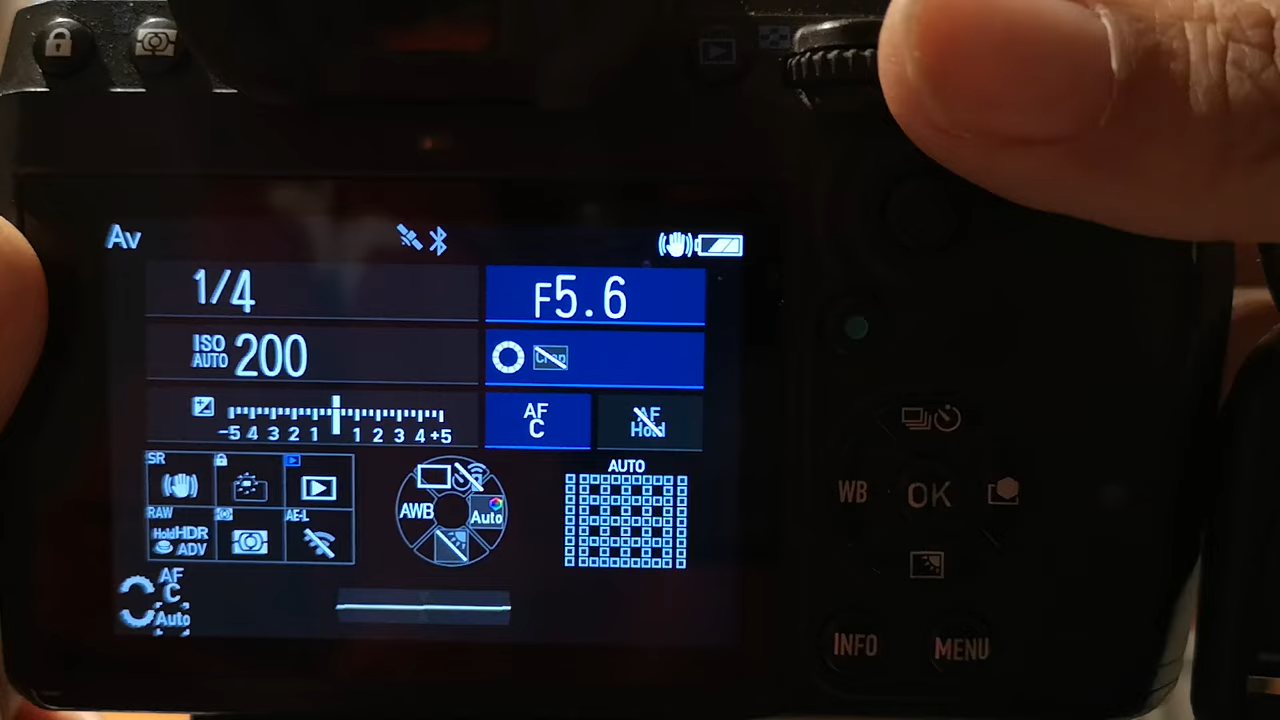 Av
1/4
F5.6
ISO AUTO 200
Crop
-5 4 3 2 1 1 2 3 4 +5
AF C
AF Hold
SR
RAW
AE-L
Hold HDR
ADV
AWB
Auto
AUTO
AF C
Auto
WB
OK
INFO
MENU